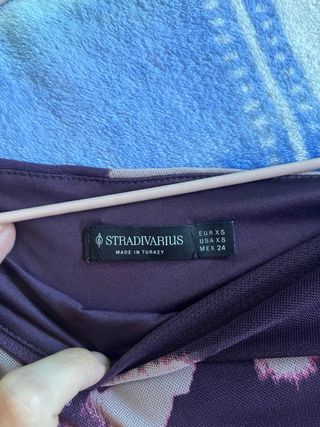 STRADIVARIUS
MADE IN TURKEY
EUR XS
USA XS
MEX 24